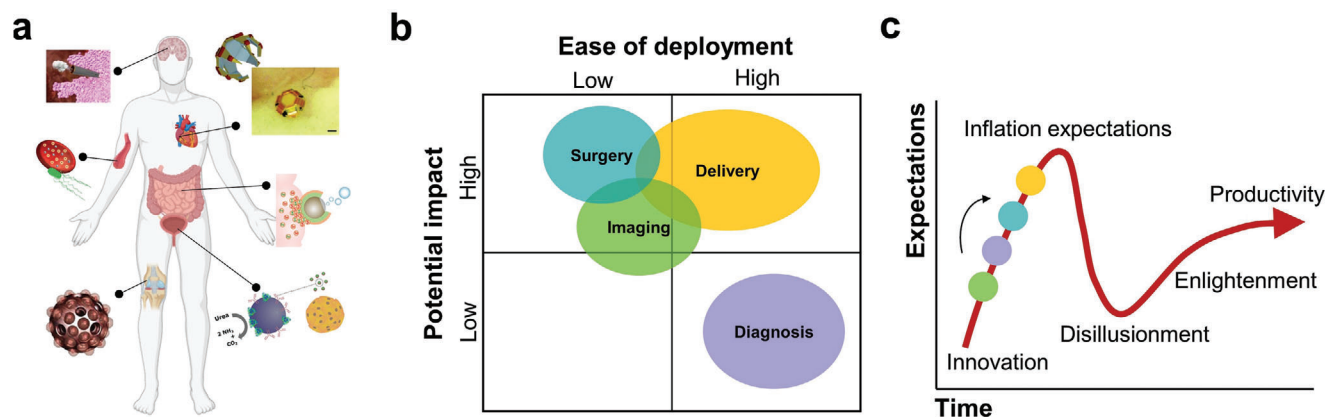 a
Urea
2 NH3
+
CO2
b
Ease of deployment
Low
High
Potential impact
High
Low
Surgery
Delivery
Imaging
Diagnosis
c
Expectations
Inflation expectations
Productivity
Enlightenment
Disillusionment
Innovation
Time